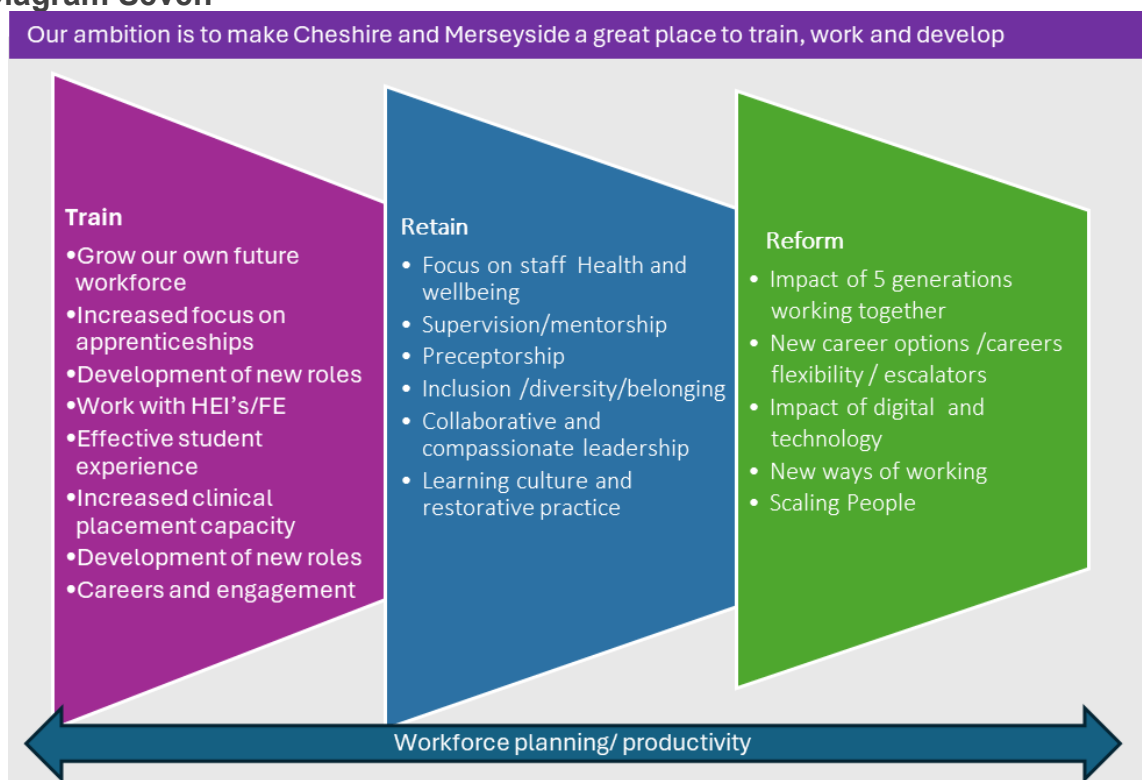 Diagram Seven
Our ambition is to make Cheshire and Merseyside a great place to train, work and develop
Train
•Grow our own future
workforce
•Increased focus on
apprenticeships
•Development of new roles
•Work with HEI's/FE
•Effective student
experience
•Increased clinical
placement capacity
•Development of new roles
•Careers and engagement
Retain
• Focus on staff Health and
wellbeing
• Supervision/mentorship
• Preceptorship
• Inclusion /diversity/belonging
• Collaborative and
compassionate leadership
• Learning culture and
restorative practice
Reform
• Impact of 5 generations
working together
• New career options /careers
flexibility / escalators
• Impact of digital and
technology
• New ways of working
• Scaling People
Workforce planning/ productivity